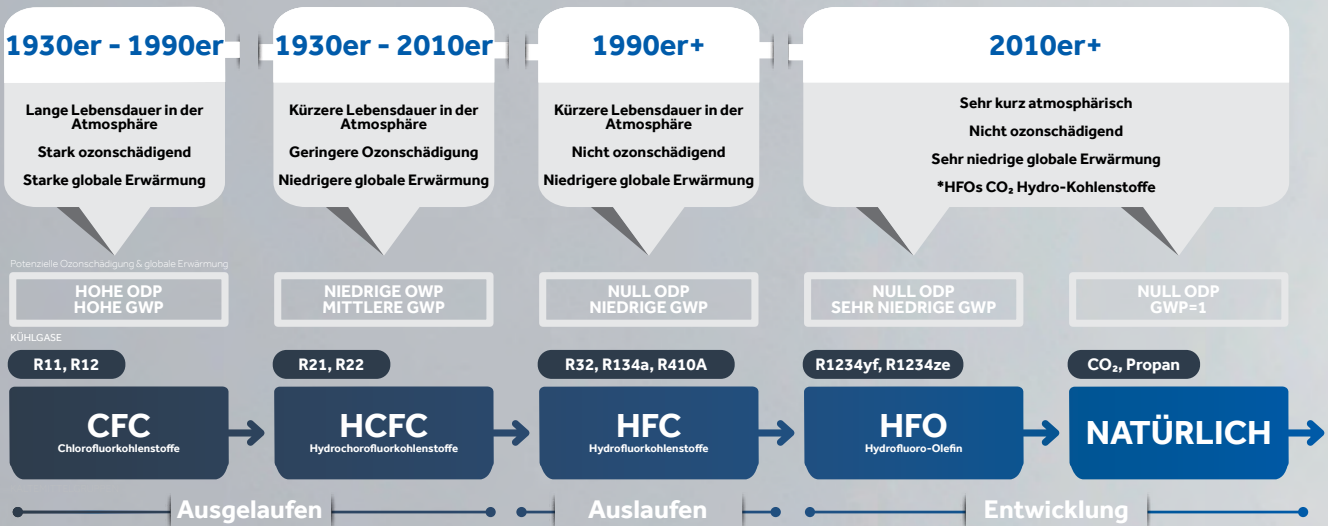 1930er - 1990er
Lange Lebensdauer in der
Atmosphäre
Stark ozonschädigend
Starke globale Erwärmung
1930er - 2010er
Kürzere Lebensdauer in der
Atmosphäre
Geringere Ozonschädigung
Niedrigere globale Erwärmung
1990er+
Kürzere Lebensdauer in der
Atmosphäre
Nicht ozonschädigend
Niedrigere globale Erwärmung
2010er+
Sehr kurz atmosphärisch
Nicht ozonschädigend
Sehr niedrige globale Erwärmung
*HFOs CO₂ Hydro-Kohlenstoffe
Potenzielle Ozonschädigung & globale Erwärmung
HOHE ODP
HOHE GWP
NIEDRIGE OWP
MITTLERE GWP
NULL ODP
NIEDRIGE GWP
NULL ODP
SEHR NIEDRIGE GWP
NULL ODP
GWP=1
KÜHLGASE
R11, R12
R21, R22
R32, R134a, R410A
R1234yf, R1234ze
CO₂, Propan
CFC
Chlorofluorkohlenstoffe
HCFC
Hydrochorofluorkohlenstoffe
HFC
Hydrofluorkohlenstoffe
HFO
Hydrofluoro-Olefin
NATÜRLICH
Ausgelaufen
Auslaufen
Entwicklung